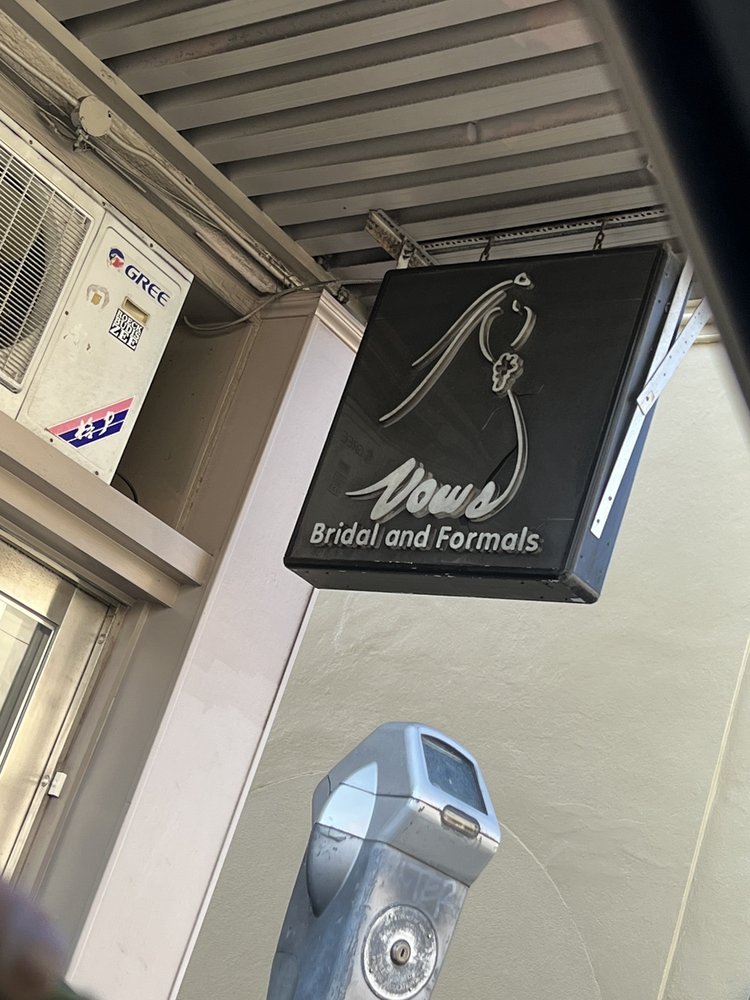 GREE
Vows
Bridal and Formals